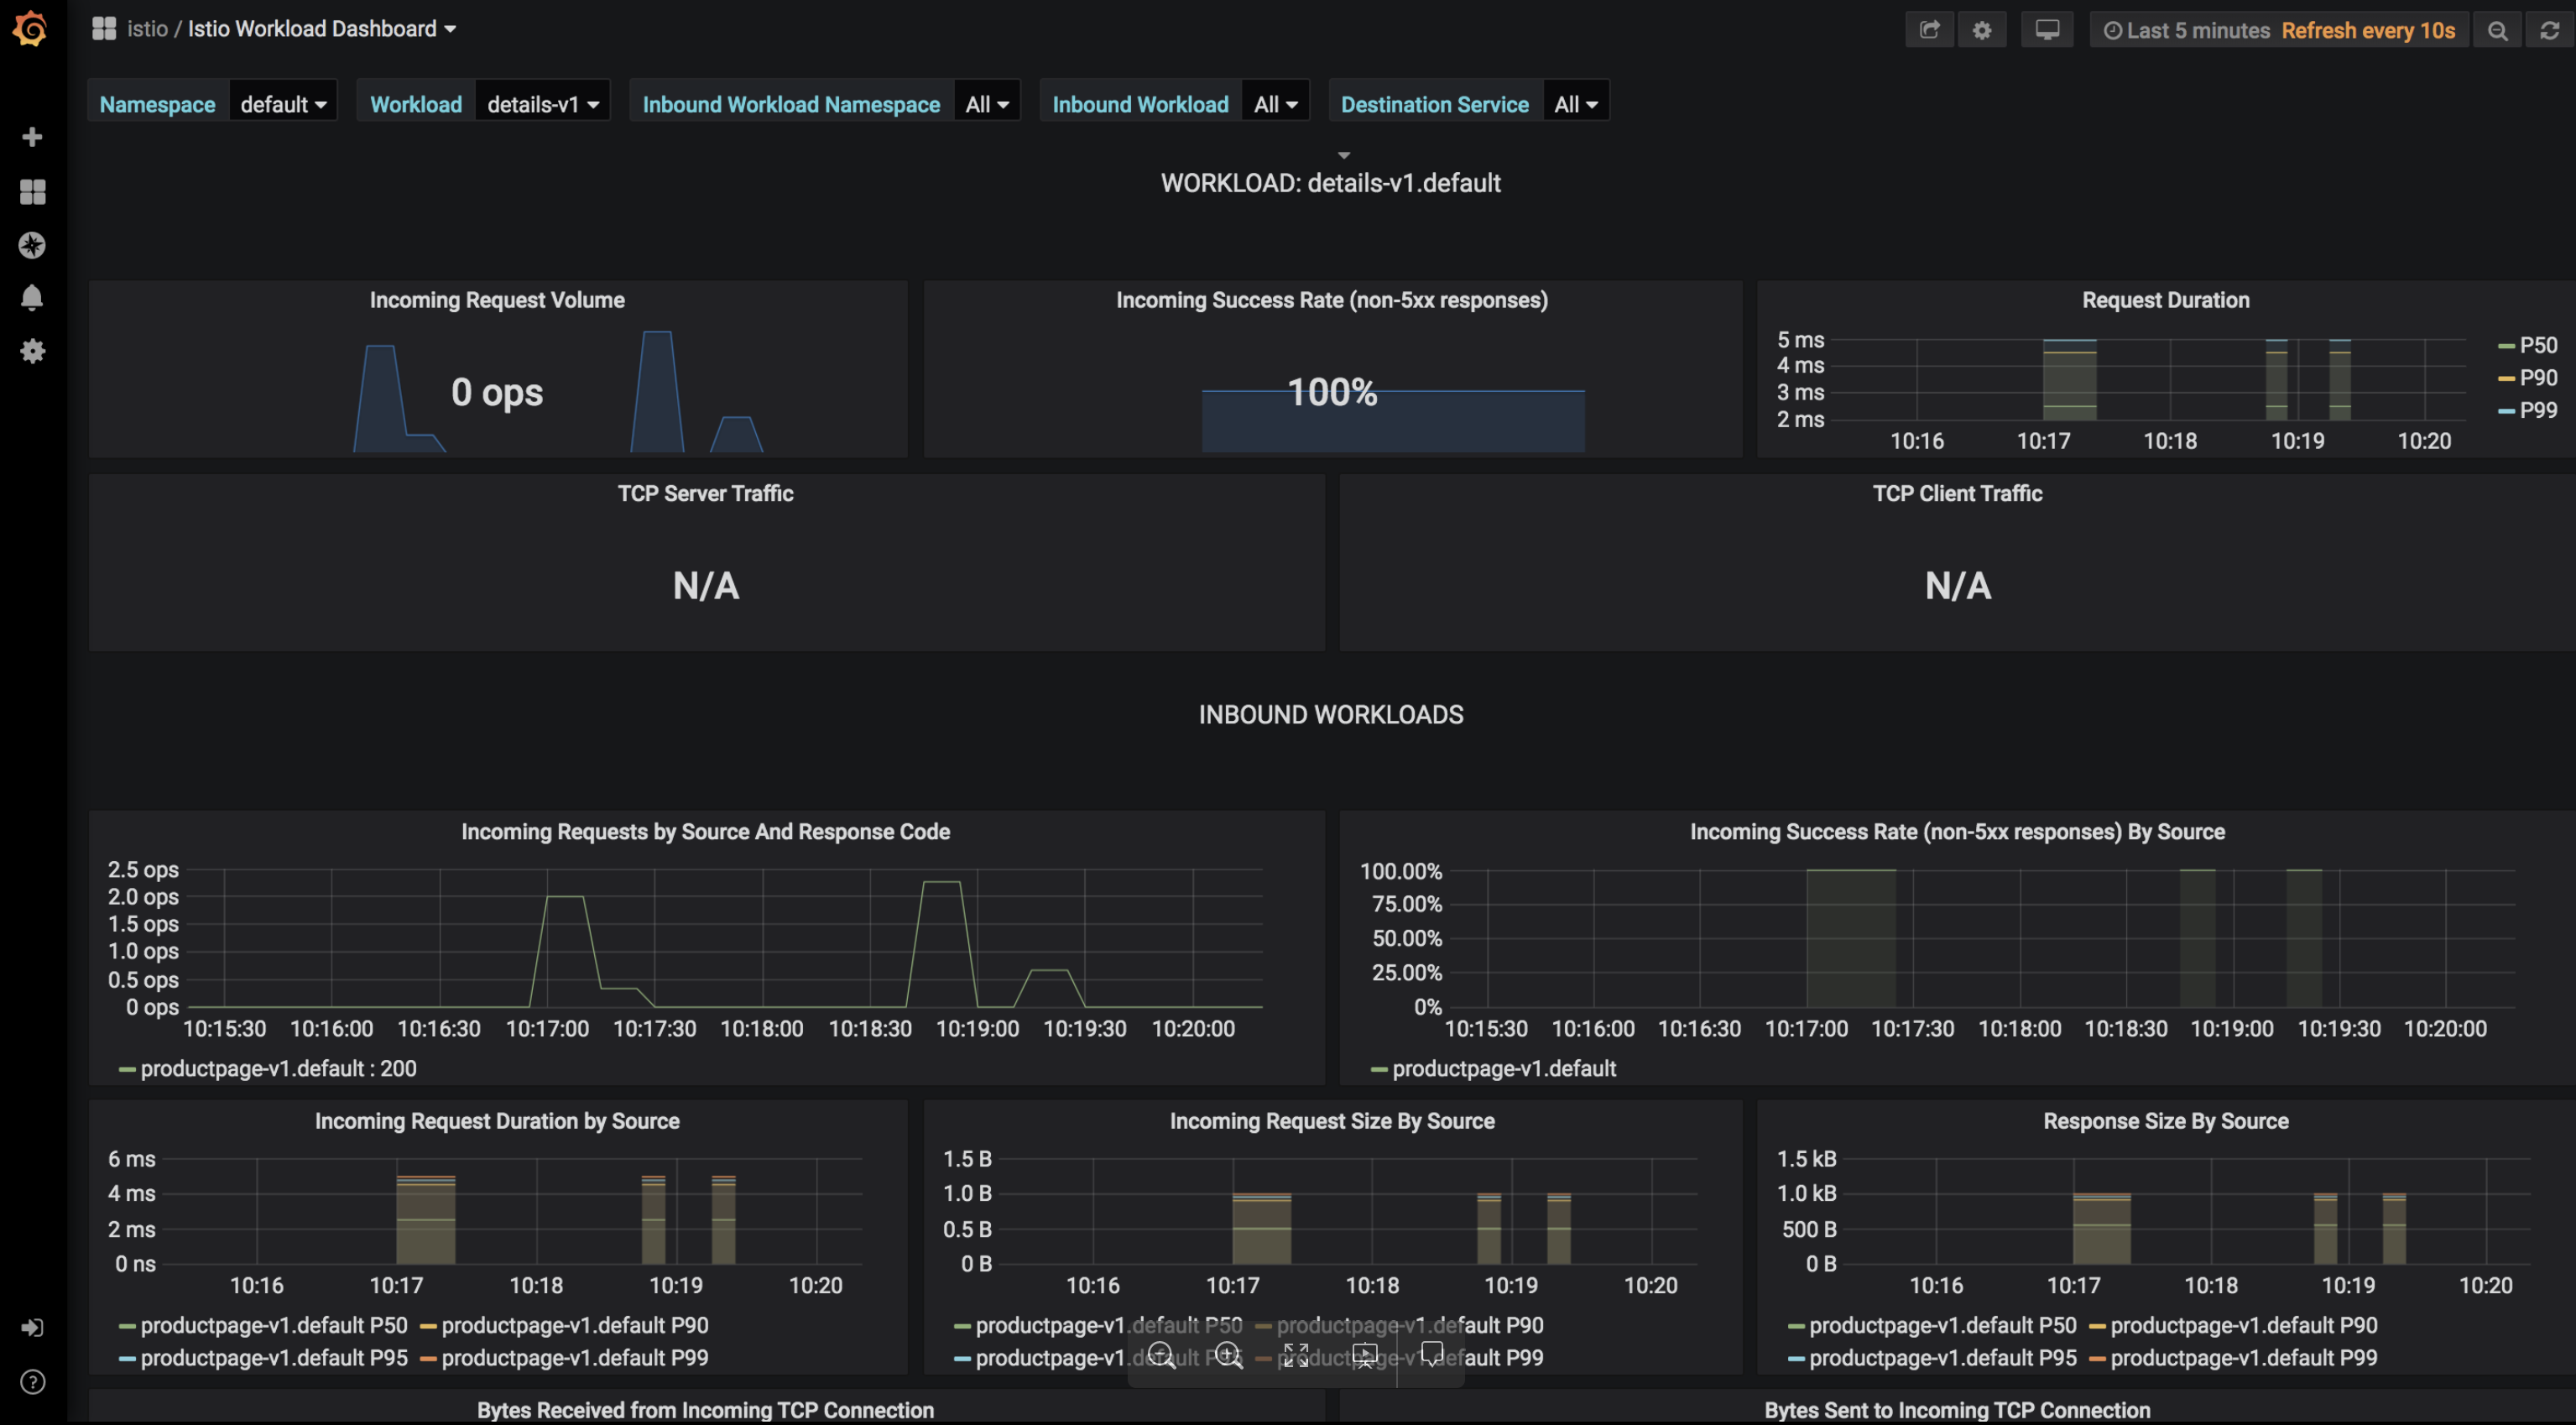 istio / Istio Workload Dashboard
Last 5 minutes Refresh every 10s
Namespace default Workload details-v1 Inbound Workload Namespace All Inbound Workload All Destination Service All
WORKLOAD: details-v1.default
Incoming Request Volume
0 ops
Incoming Success Rate (non-5xx responses)
100%
Request Duration
5 ms
4 ms
3 ms
2 ms
10:16 10:17 10:18 10:19 10:20
P50
P90
P99
TCP Server Traffic
N/A
TCP Client Traffic
N/A
INBOUND WORKLOADS
Incoming Requests by Source And Response Code
2.5 ops
2.0 ops
1.5 ops
1.0 ops
0.5 ops
0 ops
10:15:30 10:16:00 10:16:30 10:17:00 10:17:30 10:18:00 10:18:30 10:19:00 10:19:30 10:20:00
productpage-v1.default : 200
Incoming Success Rate (non-5xx responses) By Source
100.00%
75.00%
50.00%
25.00%
0%
10:15:30 10:16:00 10:16:30 10:17:00 10:17:30 10:18:00 10:18:30 10:19:00 10:19:30 10:20:00
productpage-v1.default
Incoming Request Duration by Source
6 ms
4 ms
2 ms
0 ns
10:16 10:17 10:18 10:19 10:20
productpage-v1.default P50 productpage-v1.default P90
productpage-v1.default P95 productpage-v1.default P99
Incoming Request Size By Source
1.5 B
1.0 B
0.5 B
0 B
10:16 10:17 10:18 10:19 10:20
productpage-v1.default P50 productpage-v1.default P90
productpage-v1.default P95 productpage-v1.default P99
Response Size By Source
1.5 kB
1.0 kB
500 B
0 B
10:16 10:17 10:18 10:19 10:20
productpage-v1.default P50 productpage-v1.default P90
productpage-v1.default P95 productpage-v1.default P99
Bytes Received from Incoming TCP Connection
Bytes Sent to Incoming TCP Connection